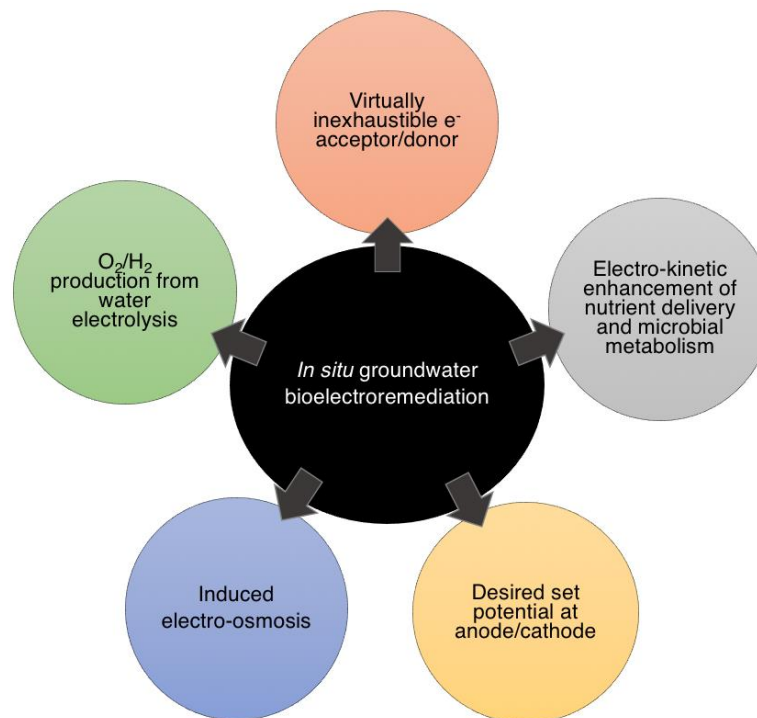 Virtually
inexhaustible e⁻
acceptor/donor
O₂/H₂
production from
water
electrolysis
Electro-kinetic
enhancement of
nutrient delivery
and microbial
metabolism
In situ groundwater
bioelectroremediation
Induced
electro-osmosis
Desired set
potential at
anode/cathode